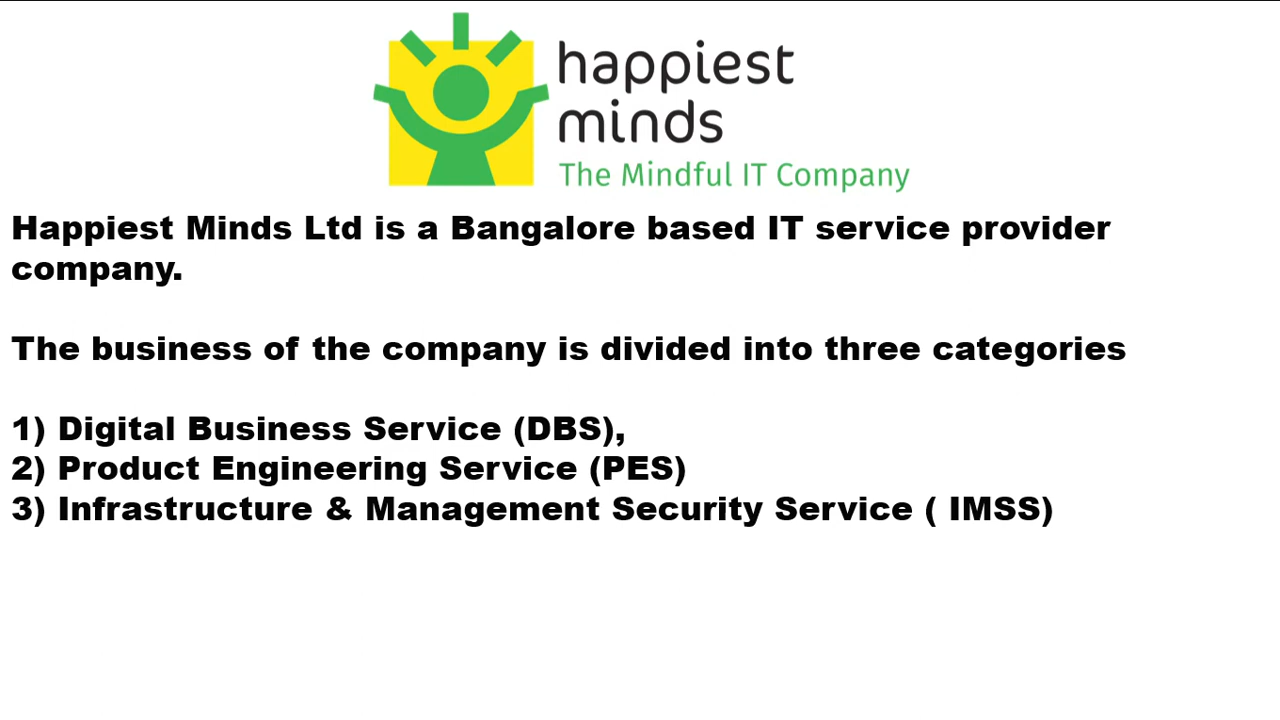 happiest
minds
The Mindful IT Company
Happiest Minds Ltd is a Bangalore based IT service provider
company.
The business of the company is divided into three categories
1) Digital Business Service (DBS),
2) Product Engineering Service (PES)
3) Infrastructure & Management Security Service ( IMSS)